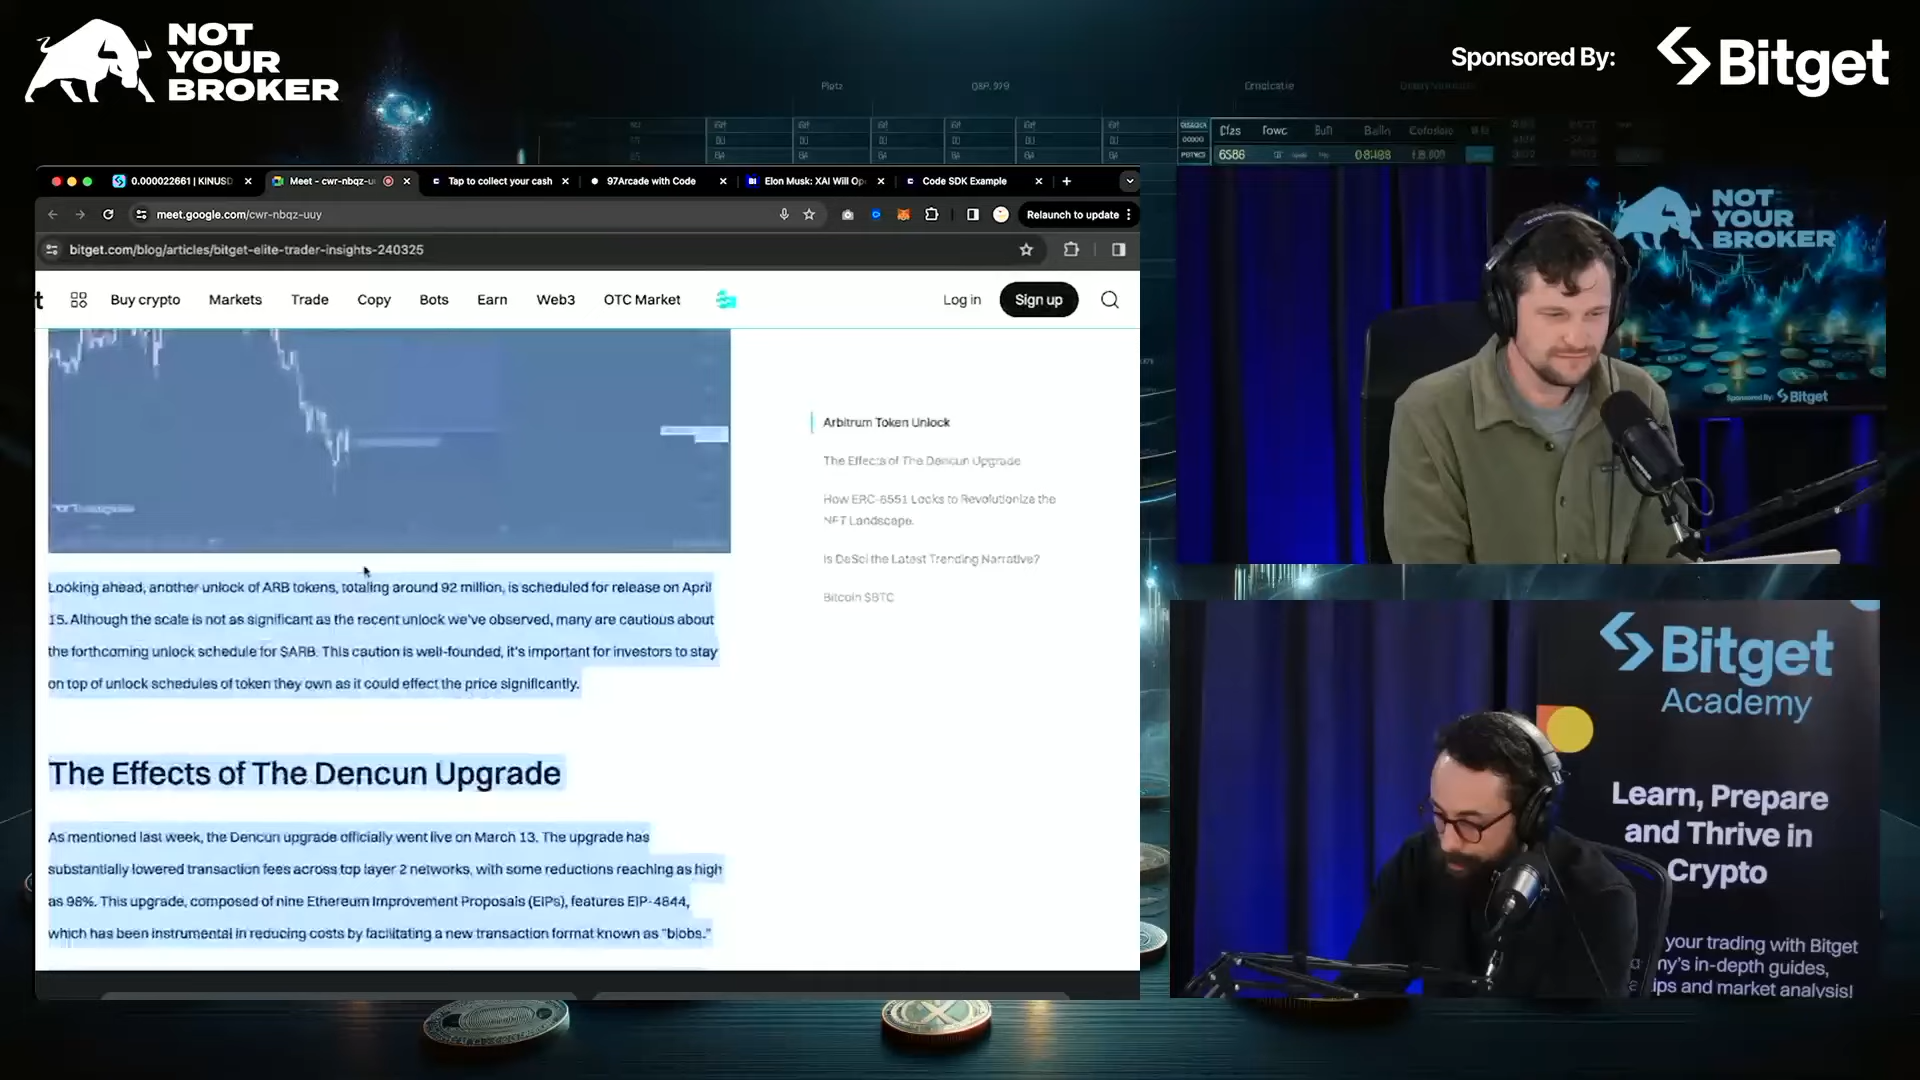 NOT
YOUR
BROKER
Sponsored By:
Bitget
0.000022661 | KINUSD
Meet - cwr-nbqz-u
Tap to collect your cash
97Arcade with Code
Elon Musk: XAI Will Op
Code SDK Example
meet.google.com/cwr-nbqz-uuy
Relaunch to update
bitget.com/blog/articles/bitget-elite-trader-insights-240325
t
Buy crypto
Markets
Trade
Copy
Bots
Earn
Web3
OTC Market
Log in
Sign up
Arbitrum Token Unlock
The Effects of The Dencun Upgrade
How ERC-6551 Looks to Revolutionize the
NFT Landscape.
Is DeSci the Latest Trending Narrative?
Bitcoin $BTC
Looking ahead, another unlock of ARB tokens, totaling around 92 million, is scheduled for release on April
15. Although the scale is not as significant as the recent unlock we've observed, many are cautious about
the forthcoming unlock schedule for $ARB. This caution is well-founded, it's important for investors to stay
on top of unlock schedules of token they own as it could effect the price significantly.
The Effects of The Dencun Upgrade
As mentioned last week, the Dencun upgrade officially went live on March 13. The upgrade has
substantially lowered transaction fees across top layer 2 networks, with some reductions reaching as high
as 98%. This upgrade, composed of nine Ethereum Improvement Proposals (EIPs), features EIP-4844,
which has been instrumental in reducing costs by facilitating a new transaction format known as "blobs."
NOT
YOUR
BROKER
Sponsored By: Bitget
Bitget
Academy
Learn, Prepare
and Thrive in
Crypto
your trading with Bitget
my's in-depth guides,
ips and market analysis!